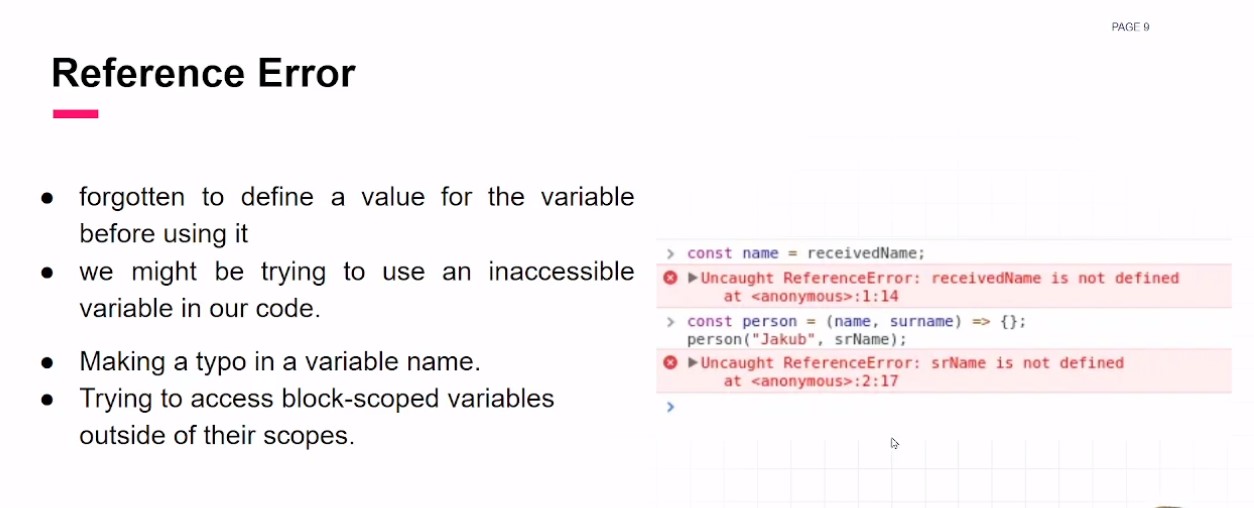 PAGE 9
Reference Error
● forgotten to define a value for the variable
before using it
● we might be trying to use an inaccessible
variable in our code.
● Making a typo in a variable name.
● Trying to access block-scoped variables
outside of their scopes.
> const name = receivedName;
▶Uncaught ReferenceError: receivedName is not defined
at <anonymous>:1:14
> const person = (name, surname) => {};
person("Jakub", srName);
▶Uncaught ReferenceError: srName is not defined
at <anonymous>:2:17
>